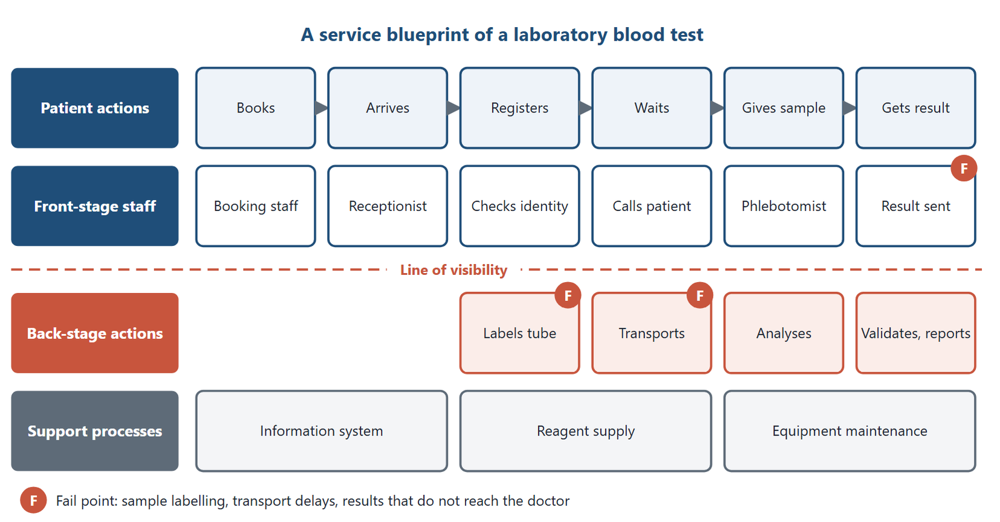 A service blueprint of a laboratory blood test
Patient actions
Books
Arrives
Registers
Waits
Gives sample
Gets result
Front-stage staff
Booking staff
Receptionist
Checks identity
Calls patient
Phlebotomist
Result sent
F
Line of visibility
Back-stage actions
Labels tube
F
Transports
F
Analyses
Validates, reports
Support processes
Information system
Reagent supply
Equipment maintenance
F Fail point: sample labelling, transport delays, results that do not reach the doctor